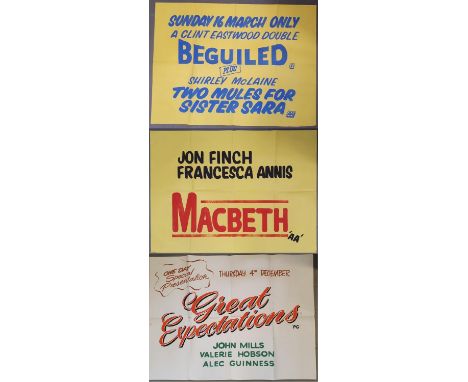 SUNDAY 16 MARCH ONLY
A CLINT EASTWOOD DOUBLE
BEGUILED
PLUS
SHIRLEY McLAINE
TWO MULES FOR
SISTER SARA
JON FINCH
FRANCESCA ANNIS
MACBETH 'AA'
ONE DAY
Special
Presentation
THURSDAY 4TH DECEMBER
Great
Expectations PG
JOHN MILLS
VALERIE HOBSON
ALEC GUINNESS